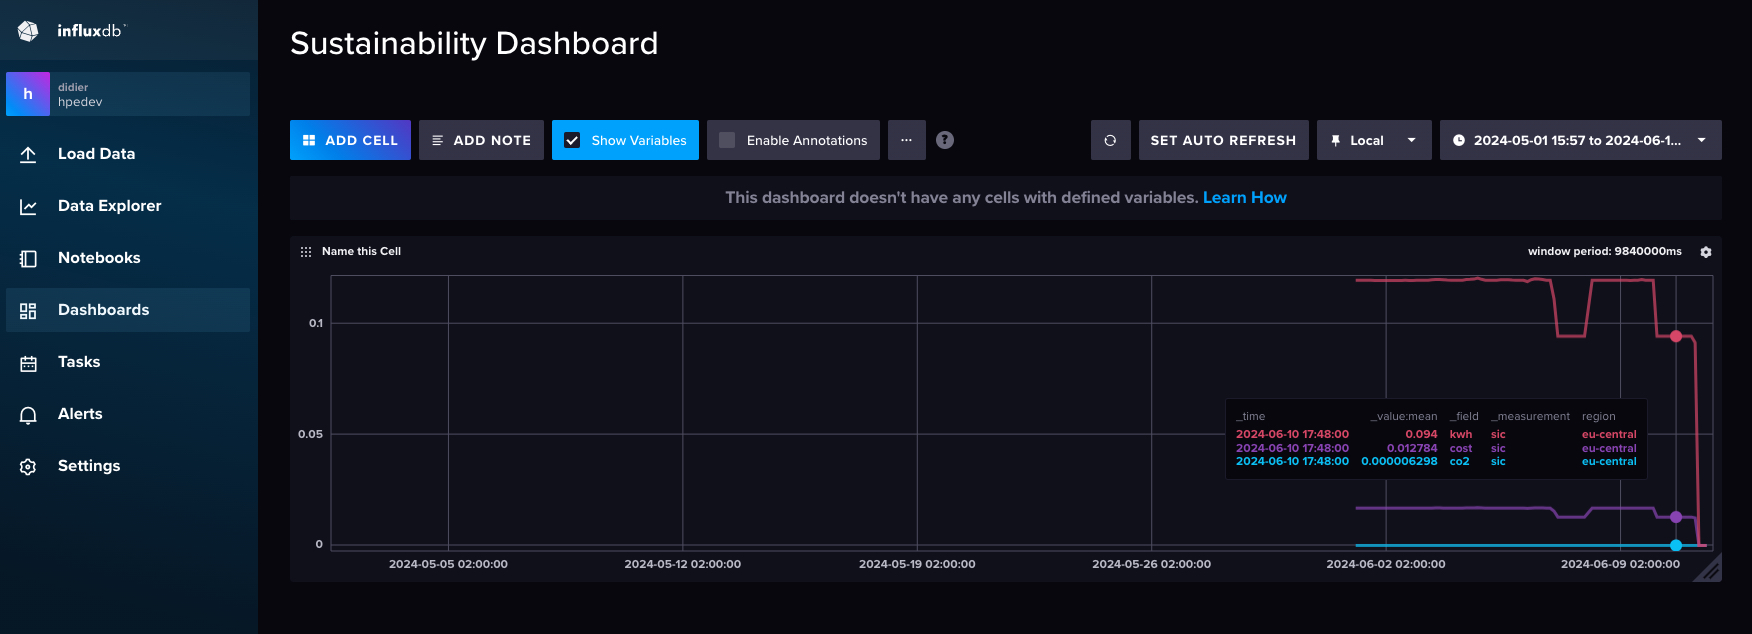 influxdb™
Sustainability Dashboard
h
didier
hpedev
Load Data
Data Explorer
Notebooks
Dashboards
Tasks
Alerts
Settings
ADD CELL
ADD NOTE
Show Variables
Enable Annotations
...
?
SET AUTO REFRESH
Local
2024-05-01 15:57 to 2024-06-1...
This dashboard doesn't have any cells with defined variables. Learn How
Name this Cell
window period: 9840000ms
0.1
0.05
0
_time _value:mean _field _measurement region
2024-06-10 17:48:00 0.094 kwh sic eu-central
2024-06-10 17:48:00 0.012784 cost sic eu-central
2024-06-10 17:48:00 0.000006298 co2 sic eu-central
2024-05-05 02:00:00 2024-05-12 02:00:00 2024-05-19 02:00:00 2024-05-26 02:00:00 2024-06-02 02:00:00 2024-06-09 02:00:00